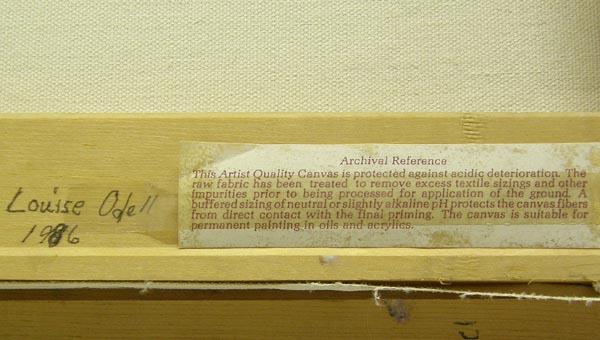 Archival Reference
This Artist Quality Canvas is protected against acidic deterioration. The
raw fabric has been treated to remove excess textile sizings and other
impurities prior to being processed for application of the ground. A
buffered sizing of neutral or slightly alkaline pH protects the canvas fibers
from direct contact with the final priming. The canvas is suitable for
permanent painting in oils and acrylics.
Louise Odell